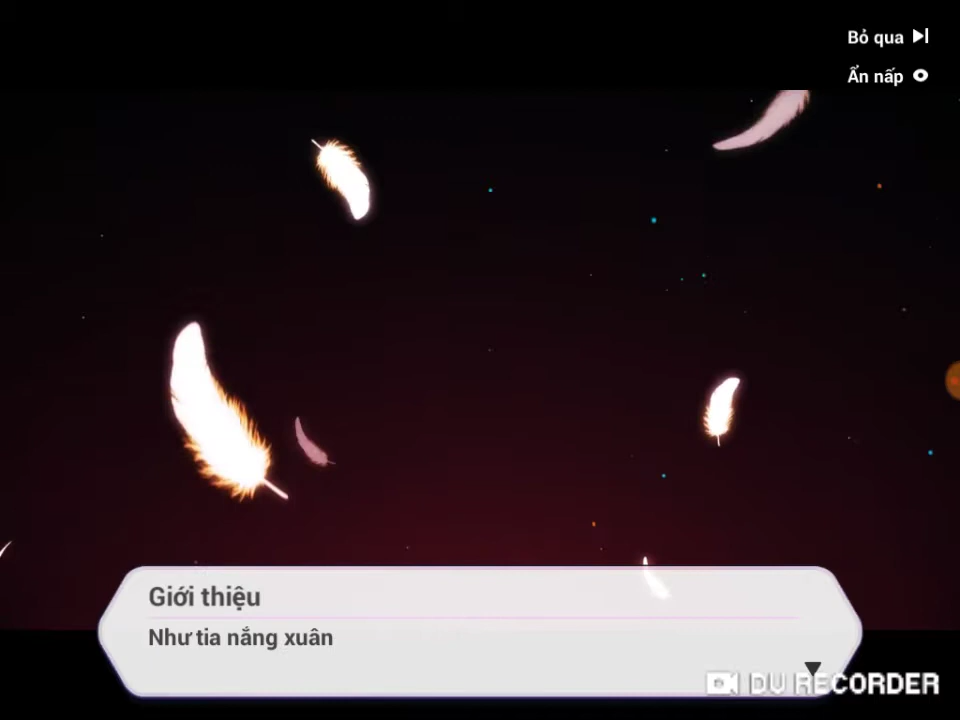 Bỏ qua
Ẩn nấp
Giới thiệu
Như tia nắng xuân
DU RECORDER